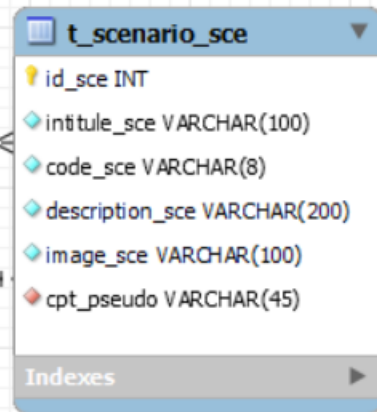 t_scenario_sce
id_sce INT
intitule_sce VARCHAR(100)
code_sce VARCHAR(8)
description_sce VARCHAR(200)
image_sce VARCHAR(100)
cpt_pseudo VARCHAR(45)
Indexes